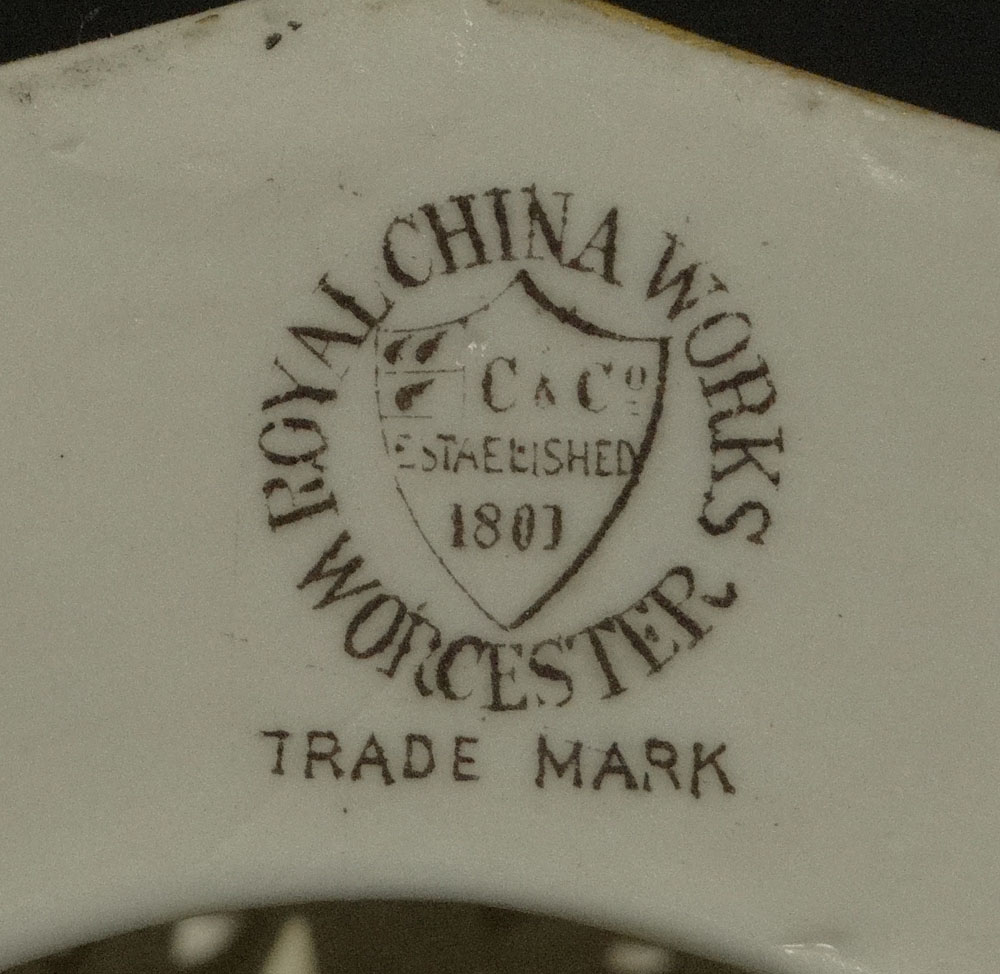 ROYAL CHINA WORKS
WORCESTER
C & Cº
ESTABLISHED
1801
TRADE MARK